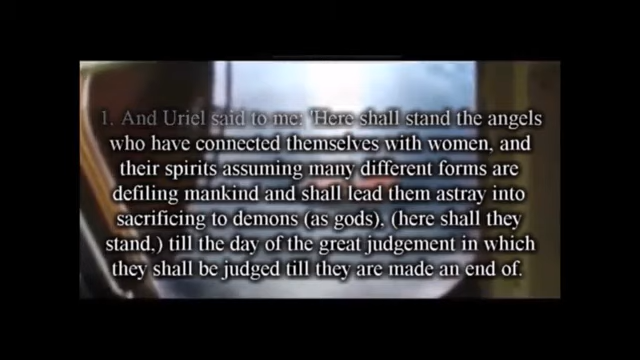 1. And Uriel said to me: 'Here shall stand the angels
who have connected themselves with women, and
their spirits assuming many different forms are
defiling mankind and shall lead them astray into
sacrificing to demons (as gods), (here shall they
stand,) till the day of the great judgement in which
they shall be judged till they are made an end of.